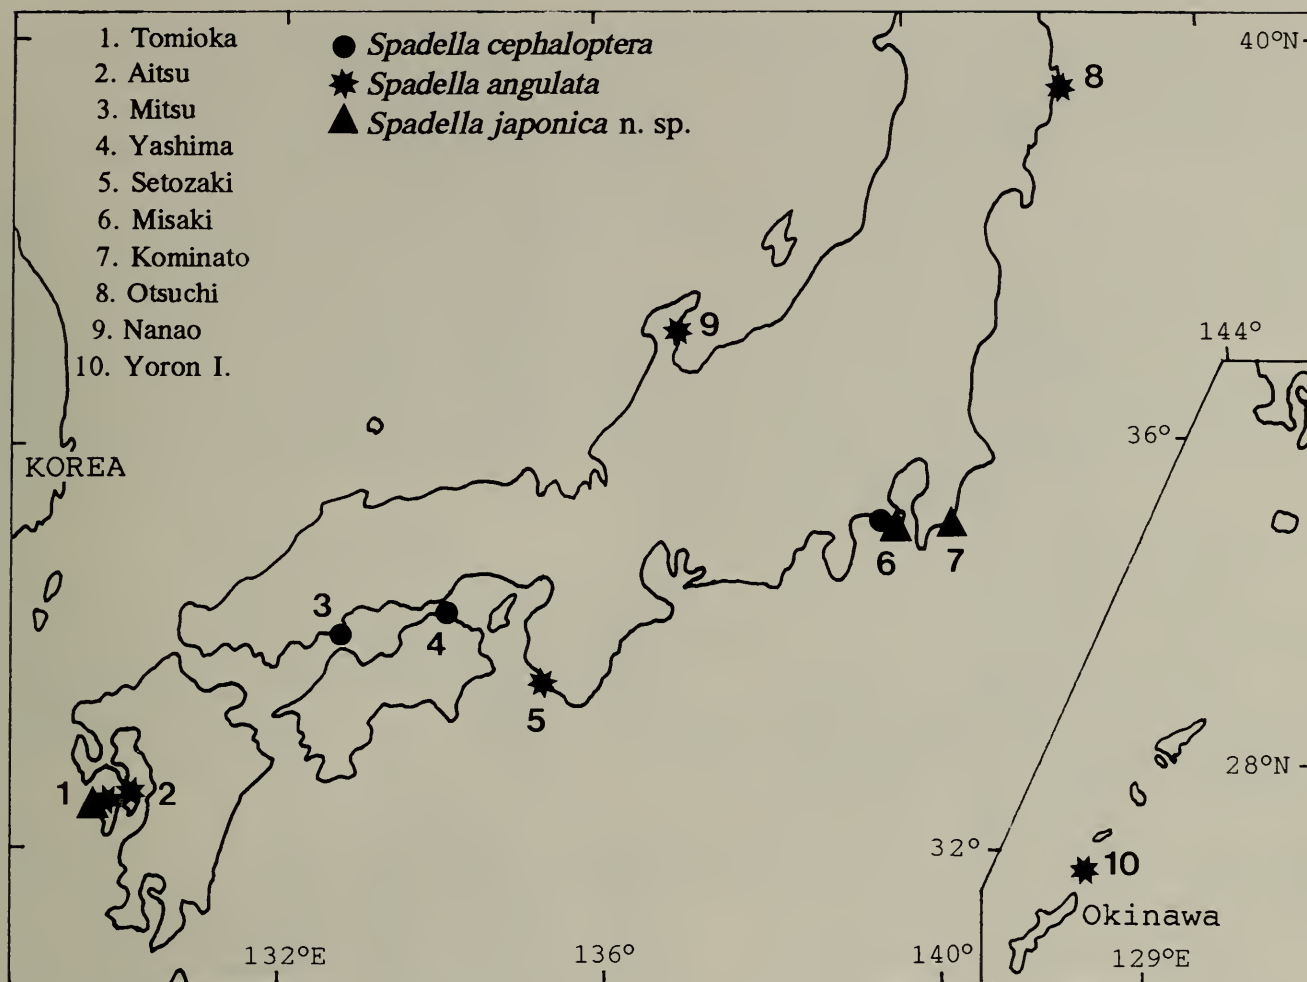 1. Tomioka
2. Aitsu
3. Mitsu
4. Yashima
5. Setozaki
6. Misaki
7. Kominato
8. Otsuchi
9. Nanao
10. Yoron I.
Spadella cephaloptera
Spadella angulata
Spadella japonica n. sp.
40°N
8
9
144°
36°
KOREA
6
7
3
4
5
28°N
1
2
32°
10
Okinawa
132°E
136°
140°
129°E